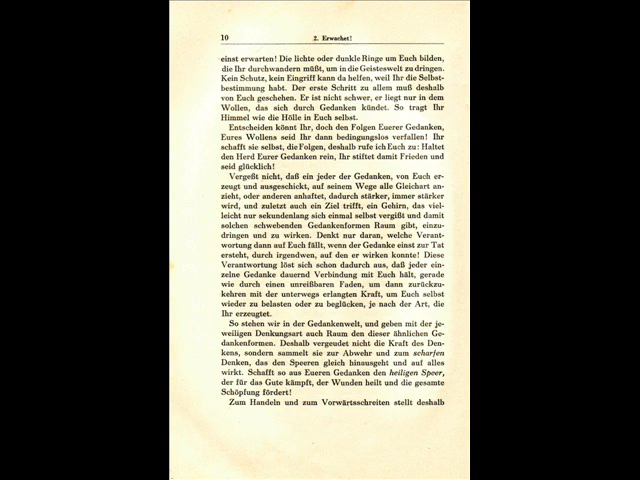 10 2. Erwachet!
einst erwarten! Die lichte oder dunkle Ringe um Euch bilden,
die Ihr durchwandern müßt, um in die Geisteswelt zu dringen.
Kein Schutz, kein Eingriff kann da helfen, weil Ihr die Selbst-
bestimmung habt. Der erste Schritt zu allem muß deshalb
von Euch geschehen. Er ist nicht schwer, er liegt nur in dem
Wollen, das sich durch Gedanken kündet. So tragt Ihr
Himmel wie die Hölle in Euch selbst.
Entscheiden könnt Ihr, doch den Folgen Euerer Gedanken,
Eures Wollens seid Ihr dann bedingungslos verfallen! Ihr
schafft sie selbst, die Folgen, deshalb rufe ich Euch zu: Haltet
den Herd Eurer Gedanken rein, Ihr stiftet damit Frieden und
seid glücklich!
Vergeßt nicht, daß ein jeder der Gedanken, von Euch er-
zeugt und ausgeschickt, auf seinem Wege alle Gleichart an-
zieht, oder anderen anhaftet, dadurch stärker, immer stärker
wird, und zuletzt auch ein Ziel trifft, ein Gehirn, das viel-
leicht nur sekundenlang sich einmal selbst vergißt und damit
solchen schwebenden Gedankenformen Raum gibt, einzu-
dringen und zu wirken. Denkt nur daran, welche Verant-
wortung dann auf Euch fällt, wenn der Gedanke einst zur Tat
ersteht, durch irgendwen, auf den er wirken konnte! Diese
Verantwortung löst sich schon dadurch aus, daß jeder ein-
zelne Gedanke dauernd Verbindung mit Euch hält, gerade
wie durch einen unreißbaren Faden, um dann zurückzu-
kehren mit der unterwegs erlangten Kraft, um Euch selbst
wieder zu belasten oder zu beglücken, je nach der Art, die
Ihr erzeugtet.
So stehen wir in der Gedankenwelt, und geben mit der je-
weiligen Denkungsart auch Raum den dieser ähnlichen Ge-
dankenformen. Deshalb vergeudet nicht die Kraft des Den-
kens, sondern sammelt sie zur Abwehr und zum scharfen
Denken, das den Speeren gleich hinausgeht und auf alles
wirkt. Schafft so aus Eueren Gedanken den heiligen Speer,
der für das Gute kämpft, der Wunden heilt und die gesamte
Schöpfung fördert!
Zum Handeln und zum Vorwärtsschreiten stellt deshalb